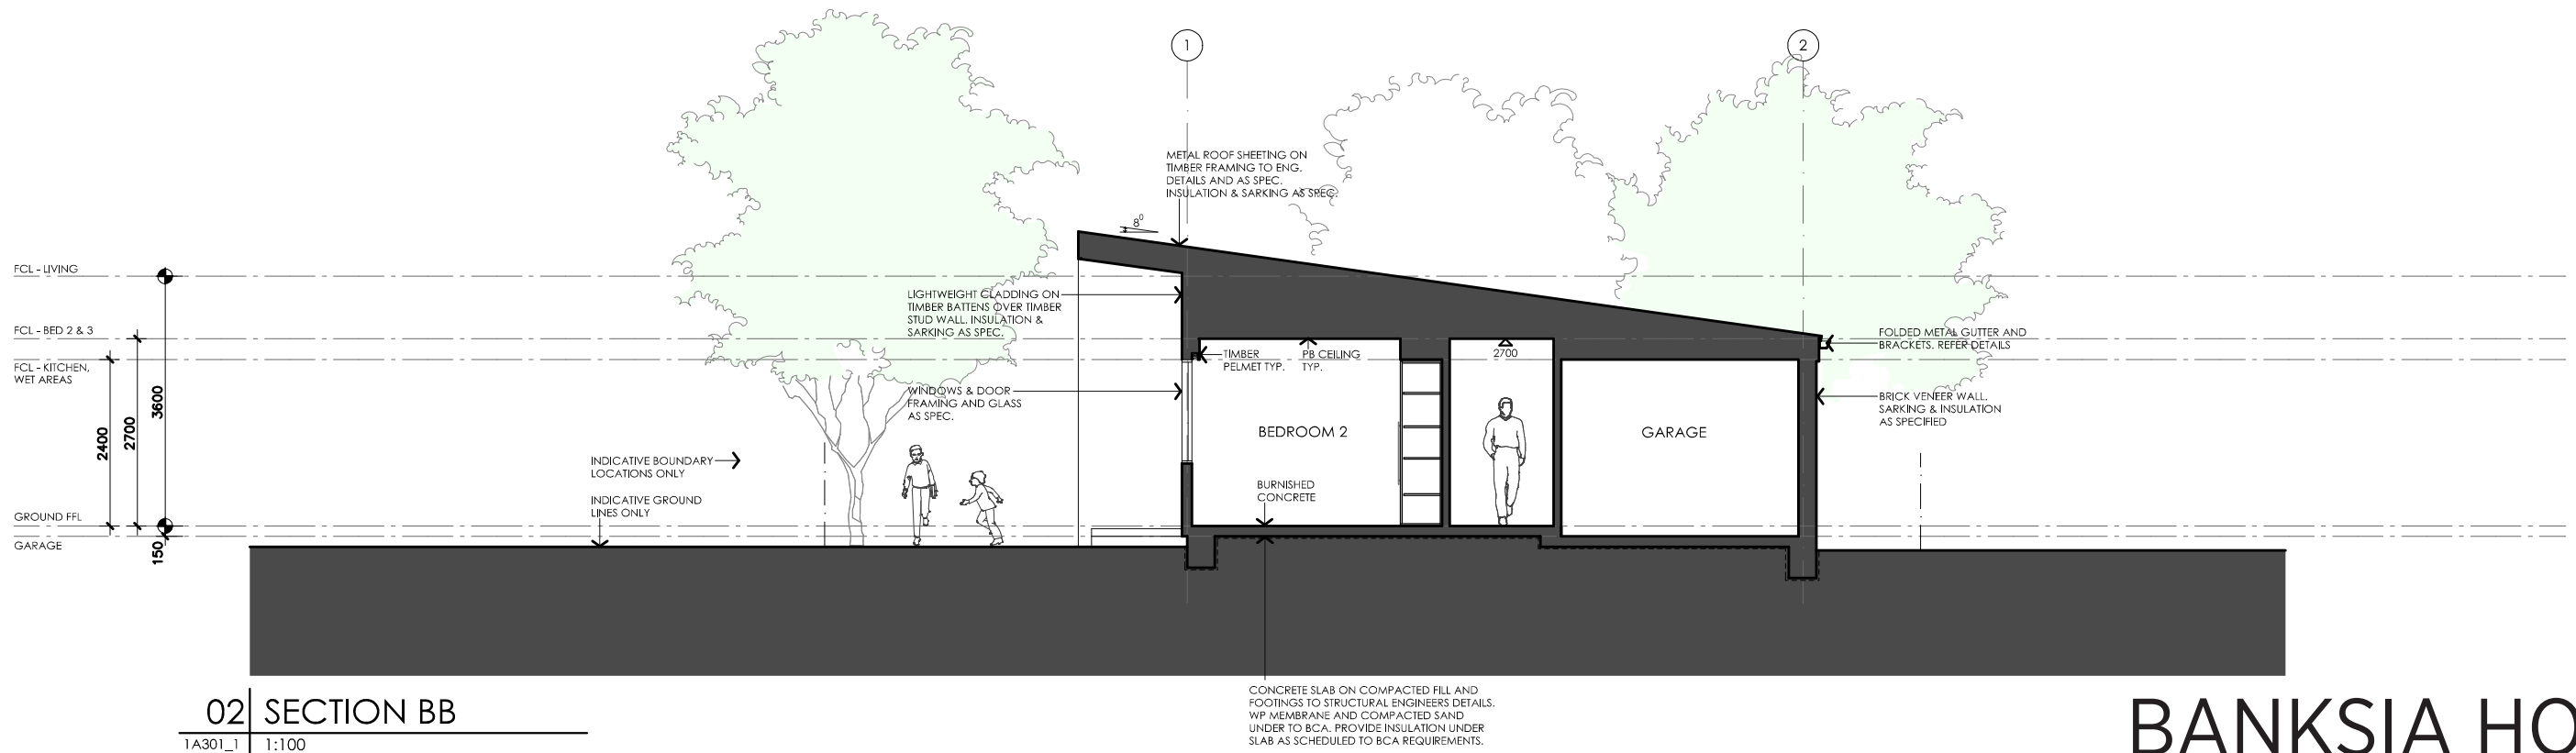 1
2
METAL ROOF SHEETING ON
TIMBER FRAMING TO ENG.
DETAILS AND AS SPEC.
INSULATION & SARKING AS SPEC.
8⁰
FCL - LIVING
LIGHTWEIGHT CLADDING ON
TIMBER BATTENS OVER TIMBER
STUD WALL. INSULATION &
SARKING AS SPEC.
FCL - BED 2 & 3
FOLDED METAL GUTTER AND
BRACKETS. REFER DETAILS
TIMBER
PELMET TYP.
PB CEILING
TYP.
2700
FCL - KITCHEN,
WET AREAS
WINDOWS & DOOR
FRAMING AND GLASS
AS SPEC.
BRICK VENEER WALL.
SARKING & INSULATION
AS SPECIFIED
2400
2700
3600
BEDROOM 2
GARAGE
INDICATIVE BOUNDARY
LOCATIONS ONLY
INDICATIVE GROUND
LINES ONLY
BURNISHED
CONCRETE
GROUND FFL
GARAGE
150
CONCRETE SLAB ON COMPACTED FILL AND
FOOTINGS TO STRUCTURAL ENGINEERS DETAILS.
WP MEMBRANE AND COMPACTED SAND
UNDER TO BCA. PROVIDE INSULATION UNDER
SLAB AS SCHEDULED TO BCA REQUIREMENTS.
02 SECTION BB
1A301_1 1:100
BANKSIA HO